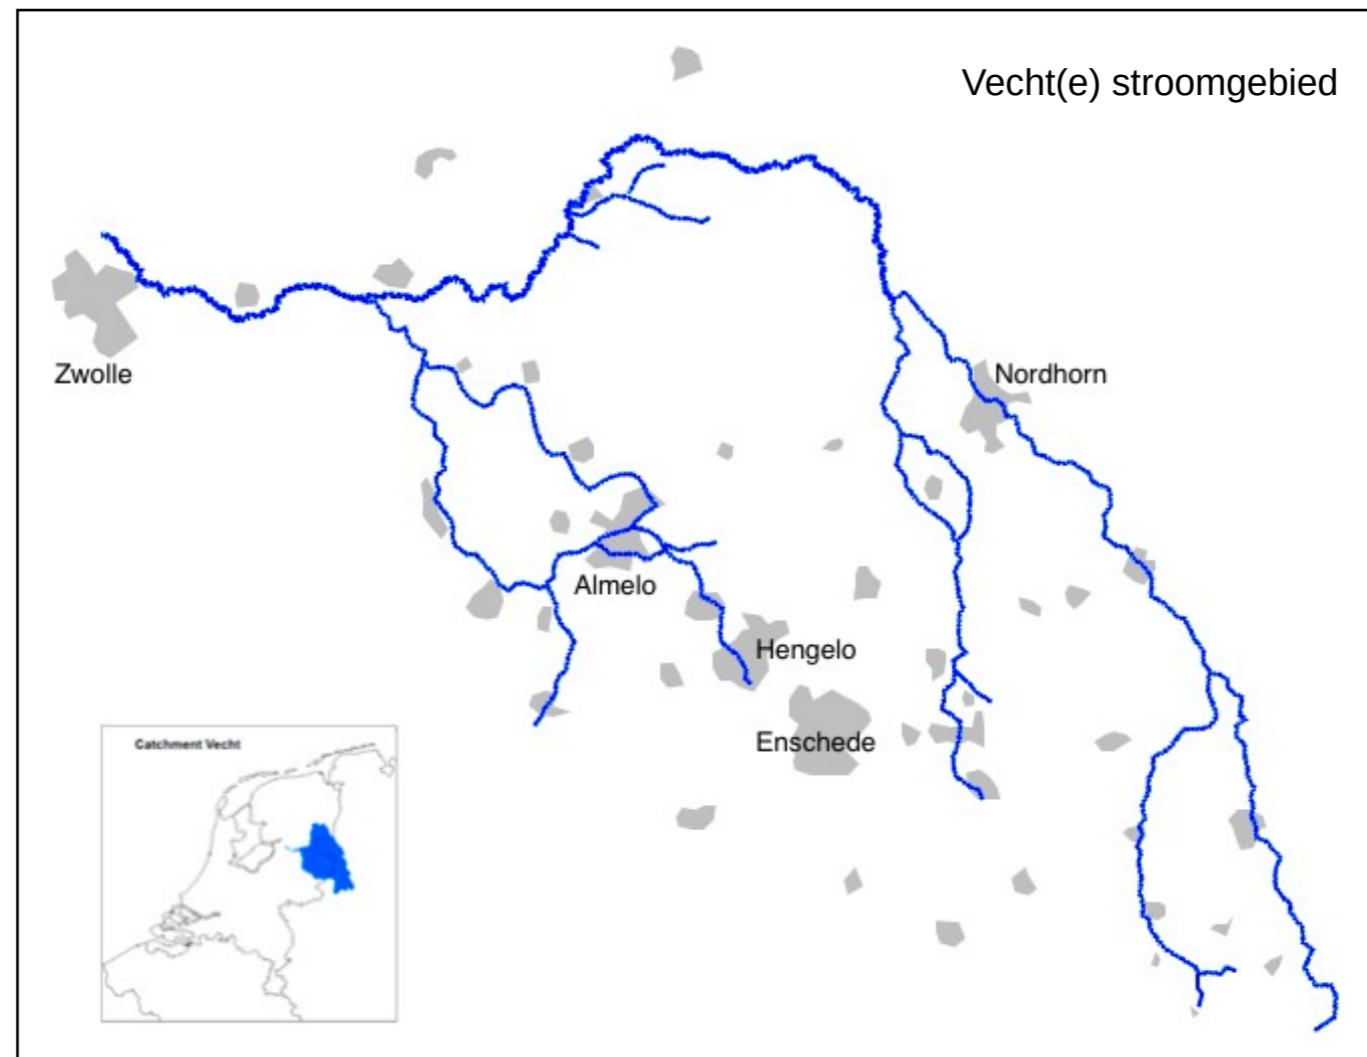 Vecht(e) stroomgebied
Zwolle
Nordhorn
Almelo
Hengelo
Enschede
Catchment Vecht